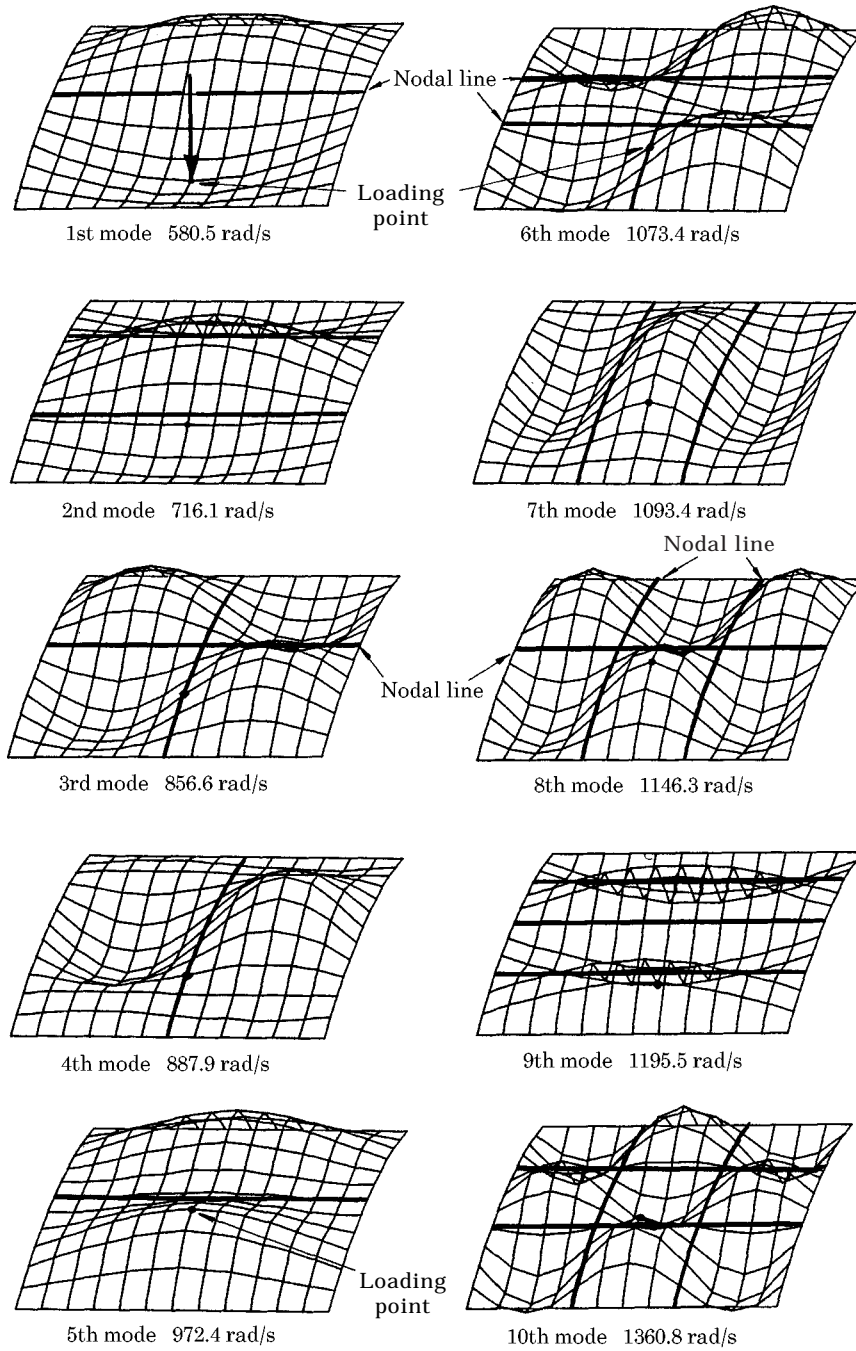 Nodal line
Loading
point
1st mode 580.5 rad/s
6th mode 1073.4 rad/s
2nd mode 716.1 rad/s
7th mode 1093.4 rad/s
Nodal line
Nodal line
3rd mode 856.6 rad/s
8th mode 1146.3 rad/s
4th mode 887.9 rad/s
9th mode 1195.5 rad/s
Loading
point
5th mode 972.4 rad/s
10th mode 1360.8 rad/s